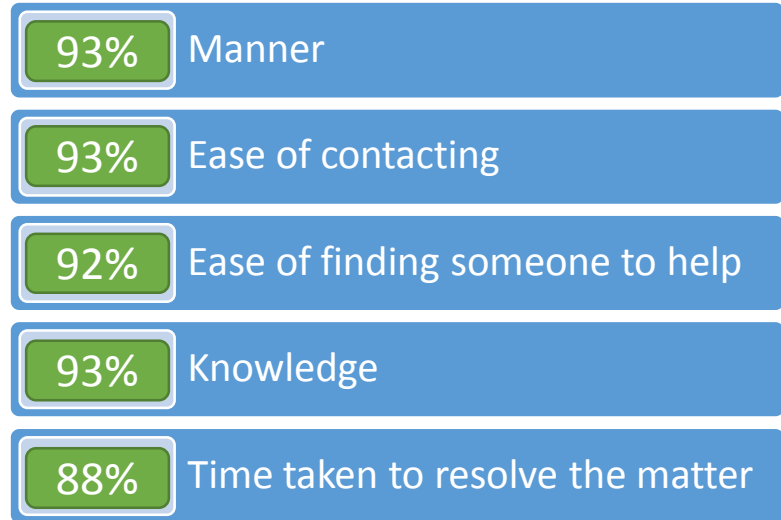 93% Manner
93% Ease of contacting
92% Ease of finding someone to help
93% Knowledge
88% Time taken to resolve the matter